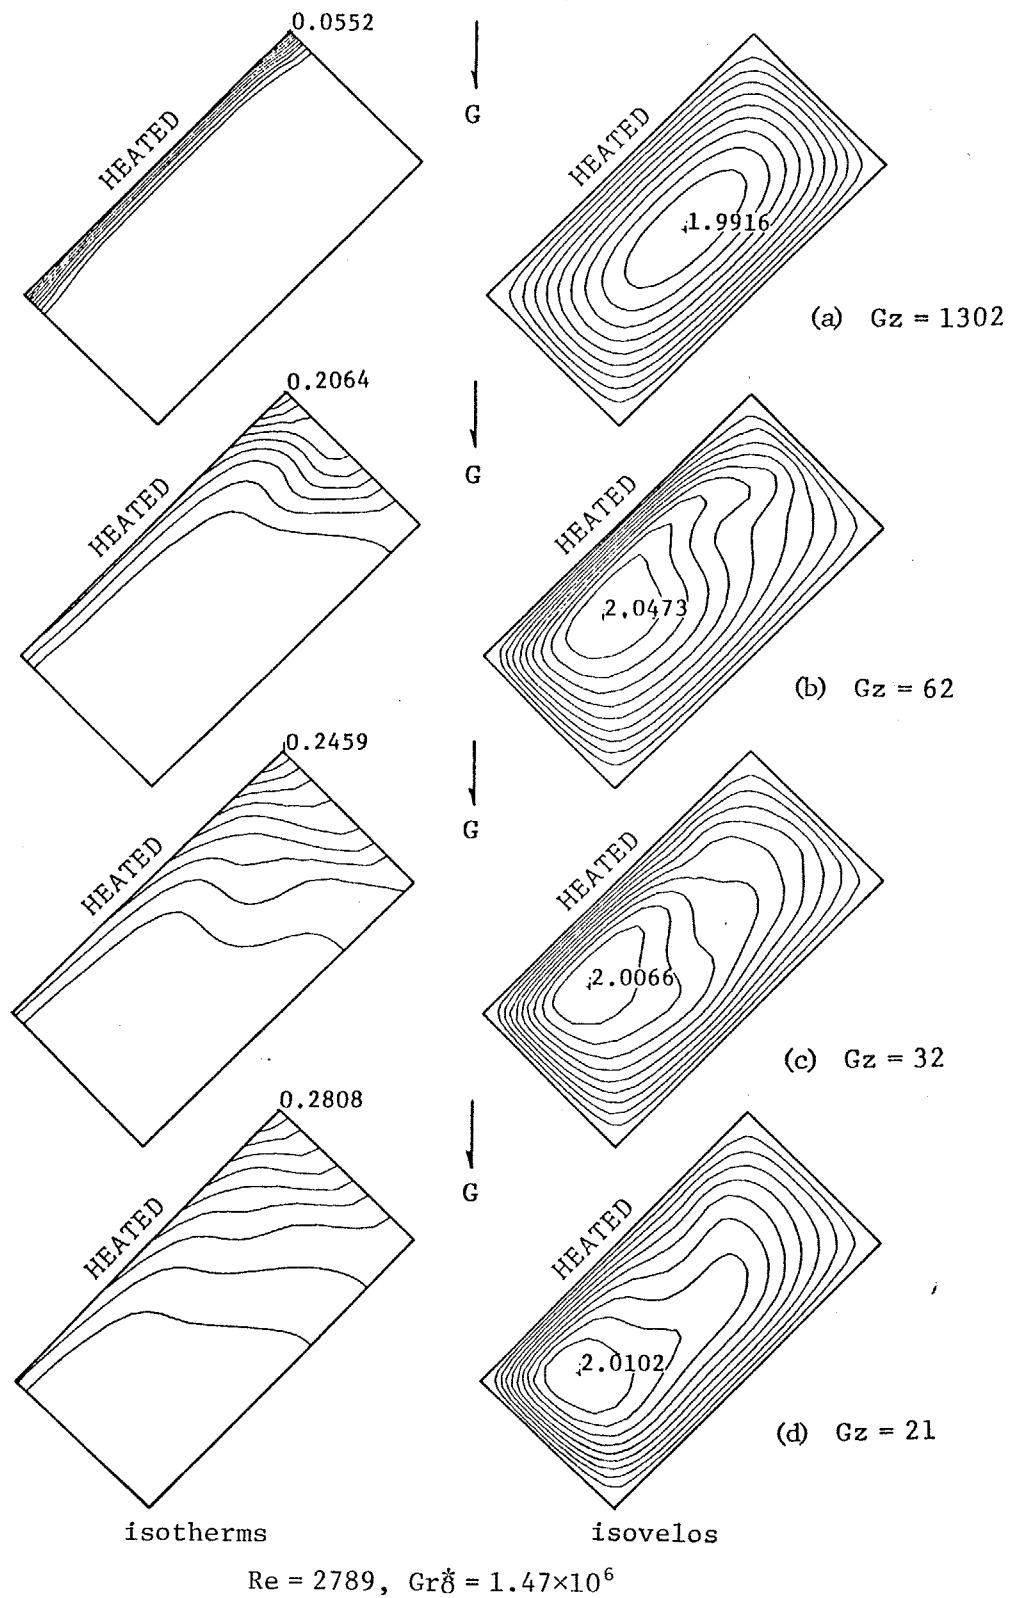 0.0552
G
HEATED
HEATED
1.9916
(a) Gz = 1302
0.2064
G
HEATED
HEATED
2.0473
(b) Gz = 62
0.2459
G
HEATED
HEATED
2.0066
(c) Gz = 32
0.2808
G
HEATED
HEATED
2.0102
(d) Gz = 21
isotherms
isovelos
Re = 2789, Grδ* = 1.47×10⁶